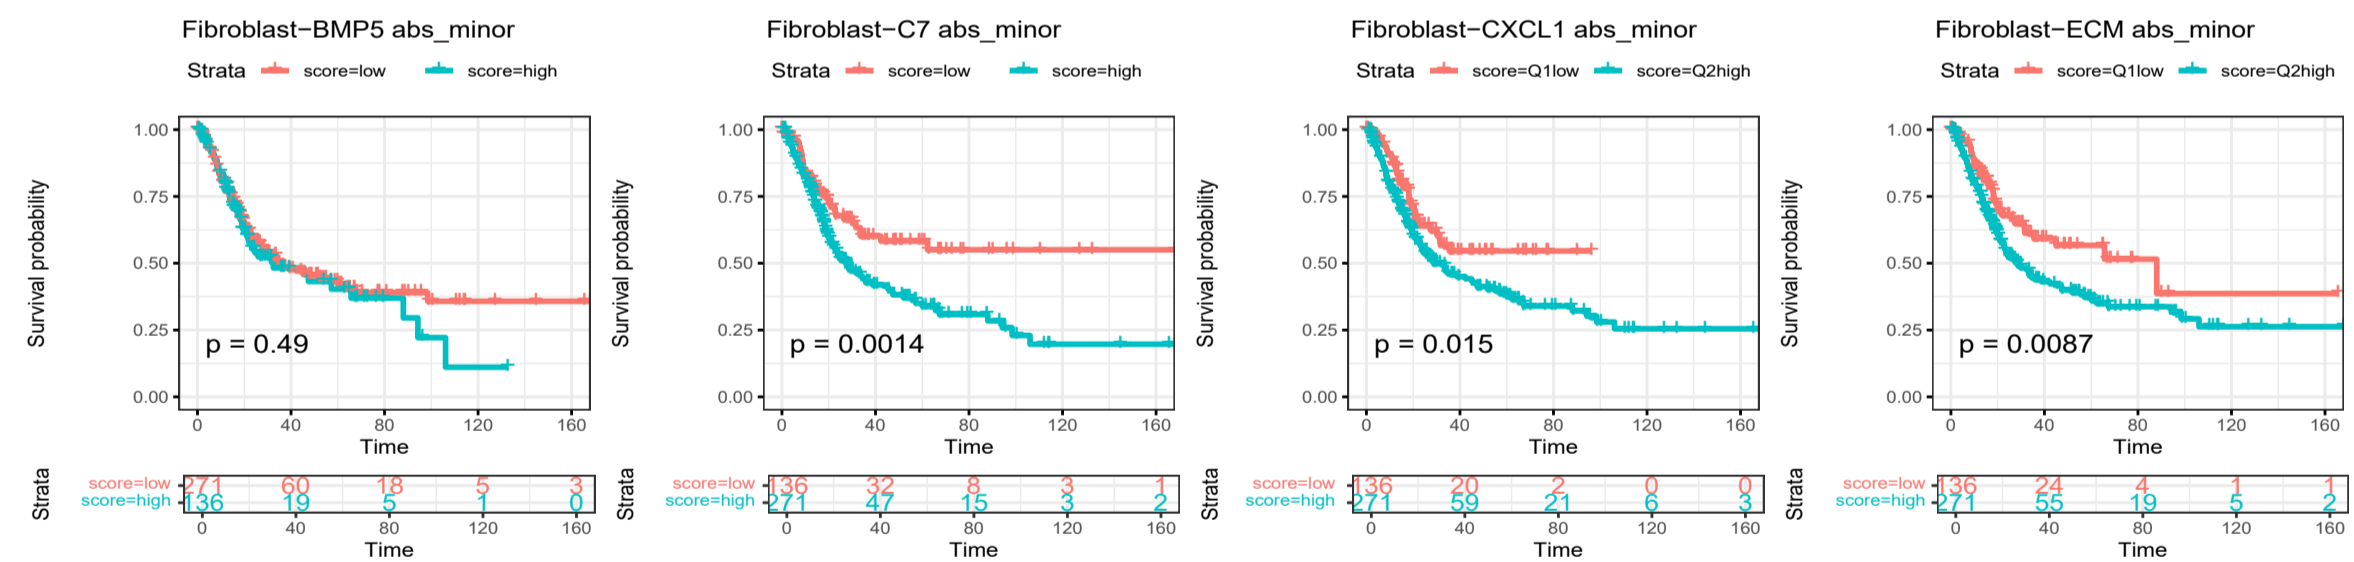 Fibroblast−BMP5 abs_minor
Strata score=low score=high
Survival probability
1.00
0.75
0.50
0.25
0.00
p = 0.49
0 40 80 120 160
Time
Strata
score=low 271 60 18 5 3
score=high 136 19 5 1 0
0 40 80 120 160
Time
Fibroblast−C7 abs_minor
Strata score=low score=high
Survival probability
1.00
0.75
0.50
0.25
0.00
p = 0.0014
0 40 80 120 160
Time
Strata
score=low 136 32 8 3 1
score=high 271 47 15 3 2
0 40 80 120 160
Time
Fibroblast−CXCL1 abs_minor
Strata score=Q1low score=Q2high
Survival probability
1.00
0.75
0.50
0.25
0.00
p = 0.015
0 40 80 120 160
Time
Strata
score=low 136 20 2 0 0
score=high 271 59 21 6 3
0 40 80 120 160
Time
Fibroblast−ECM abs_minor
Strata score=Q1low score=Q2high
Survival probability
1.00
0.75
0.50
0.25
0.00
p = 0.0087
0 40 80 120 160
Time
Strata
score=low 136 24 4 1 1
score=high 271 55 19 5 2
0 40 80 120 160
Time